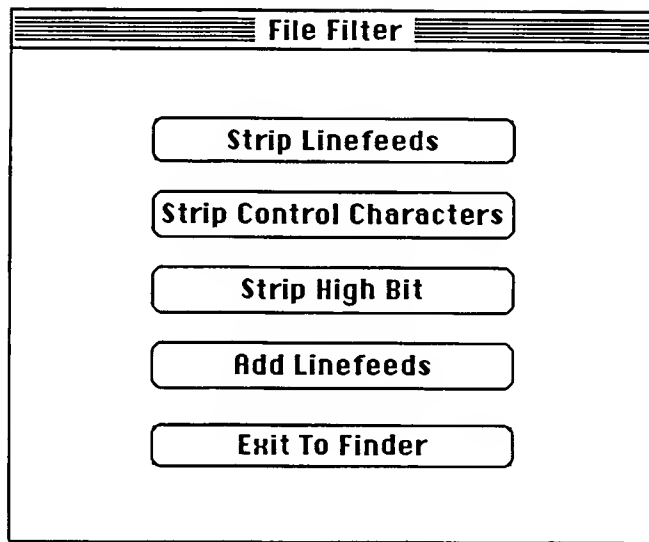 File Filter
Strip Linefeeds
Strip Control Characters
Strip High Bit
Add Linefeeds
Exit To Finder